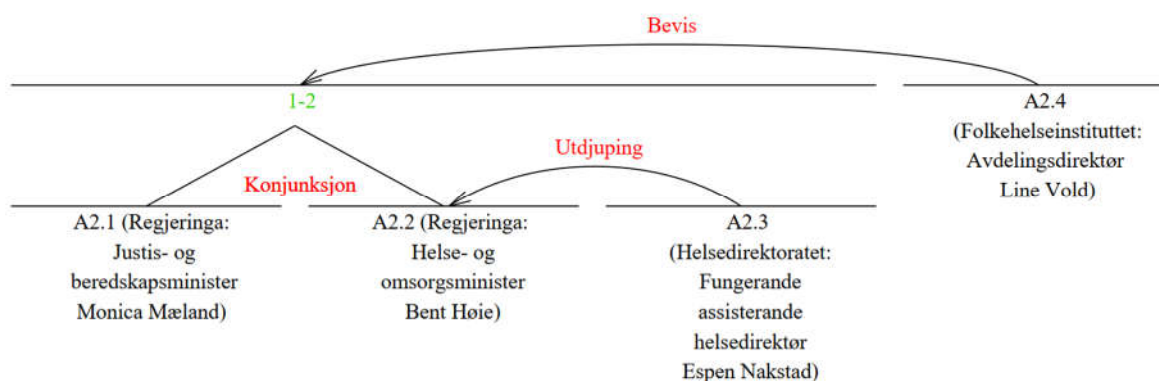 Bevis
1-2
A2.4
(Folkehelseinstituttet:
Avdelingsdirektør
Line Vold)
Utdjuping
Konjunksjon
A2.1 (Regjeringa:
Justis- og
beredskapsminister
Monica Mæland)
A2.2 (Regjeringa:
Helse- og
omsorgsminister
Bent Høie)
A2.3
(Helsedirektoratet:
Fungerande
assisterande
helsedirektør
Espen Nakstad)